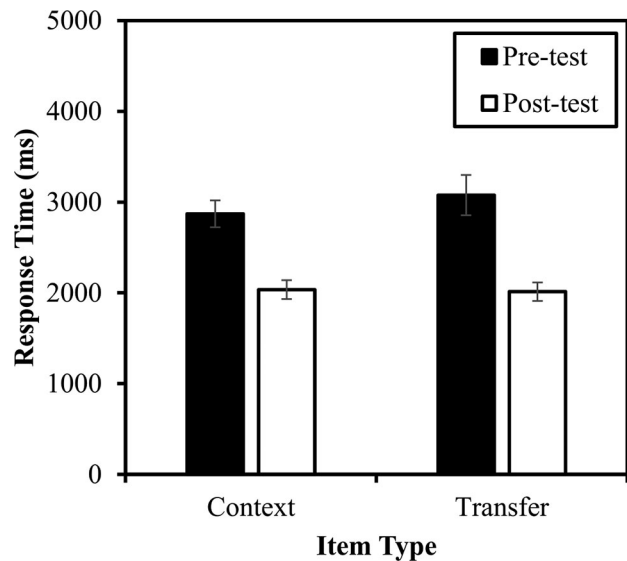 5000
4000
3000
2000
1000
0
Response Time (ms)
Pre-test
Post-test
Context
Transfer
Item Type